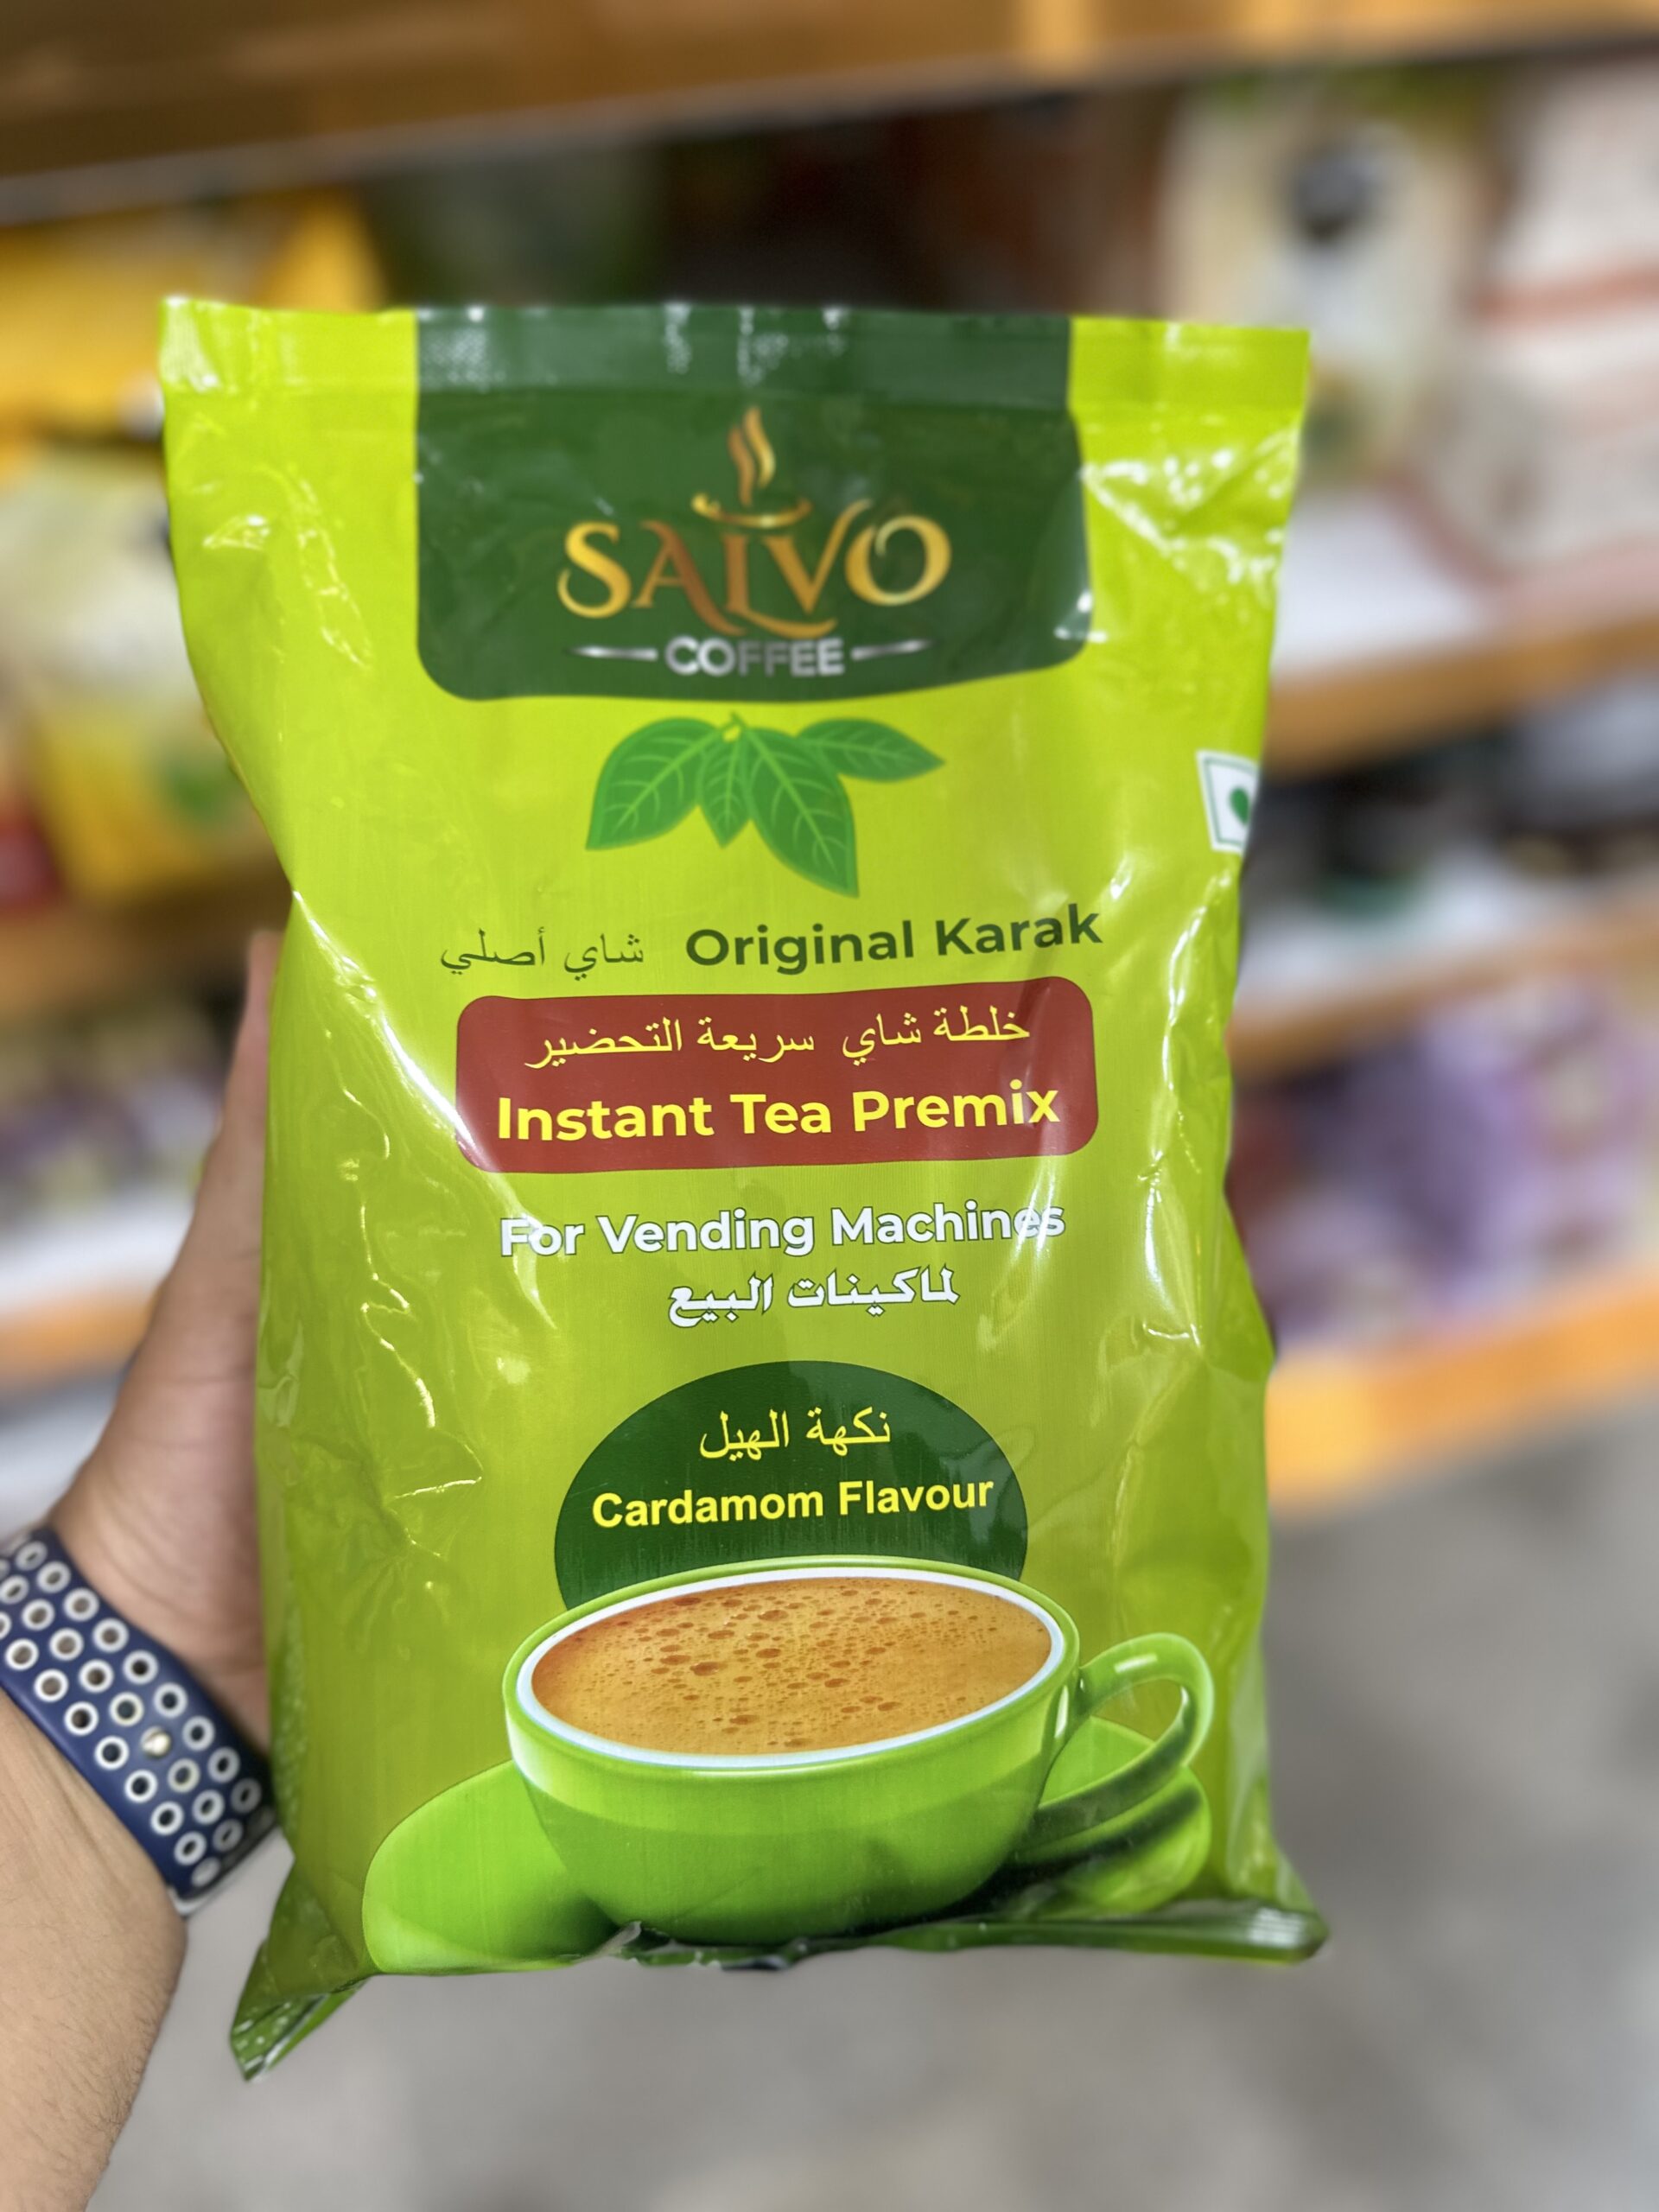 SALVO
COFFEE
شاي أصلي Original Karak
خلطة شاي سريعة التحضير
Instant Tea Premix
For Vending Machines
لماكينات البيع
نكهة الهيل
Cardamom Flavour